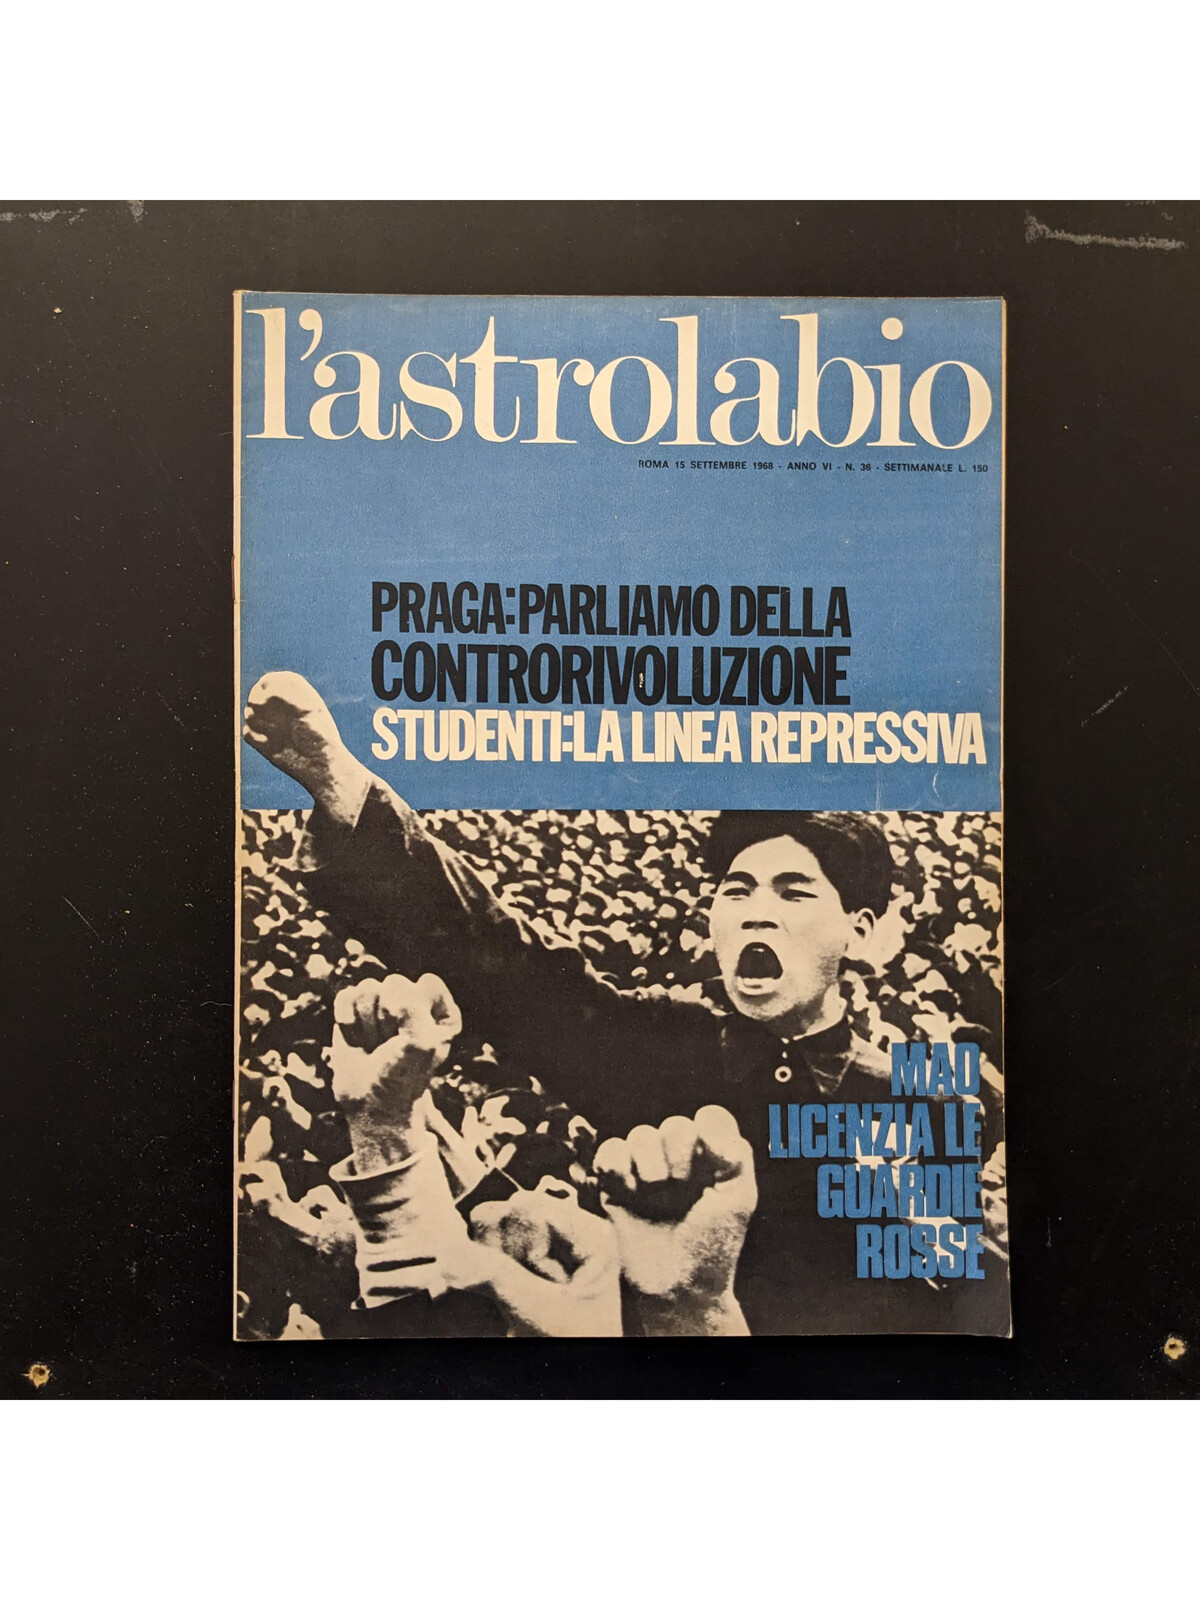 l'astrolabio
ROMA 15 SETTEMBRE 1968 - ANNO VI - N. 36 - SETTIMANALE L. 150
PRAGA: PARLIAMO DELLA
CONTRORIVOLUZIONE
STUDENTI: LA LINEA REPRESSIVA
MAO
LICENZIA LE
GUARDIE
ROSSE